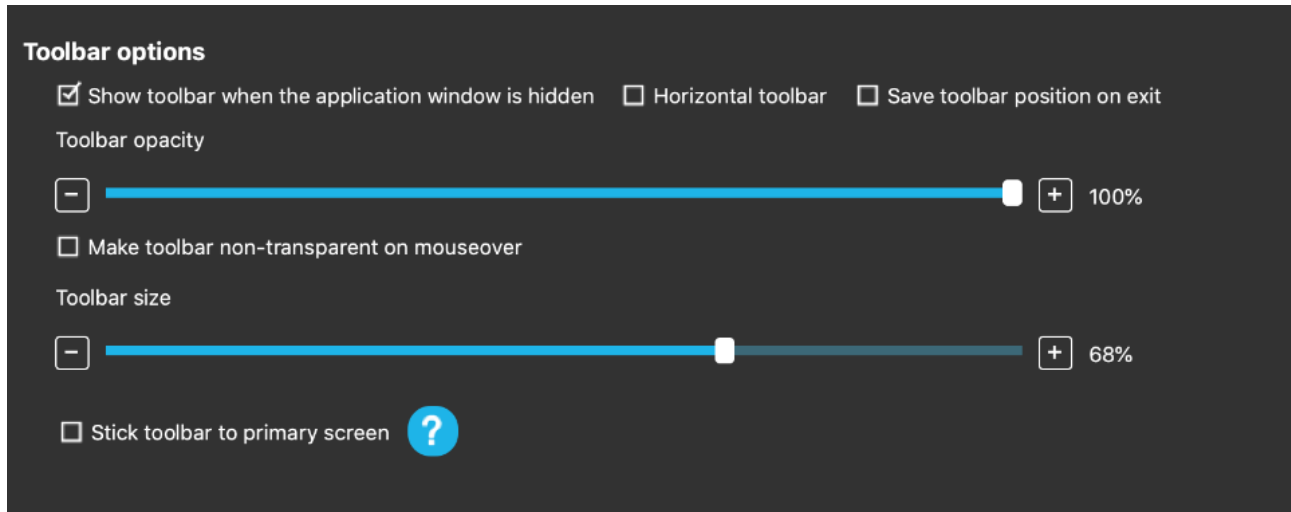 Toolbar options
Show toolbar when the application window is hidden Horizontal toolbar Save toolbar position on exit
Toolbar opacity
- + 100%
Make toolbar non-transparent on mouseover
Toolbar size
- + 68%
Stick toolbar to primary screen ?